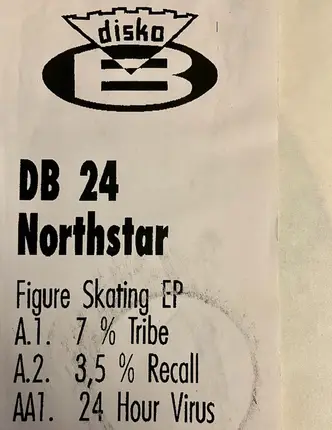 disko
B
DB 24
Northstar
Figure Skating EP
A.1. 7 % Tribe
A.2. 3,5 % Recall
AA1. 24 Hour Virus